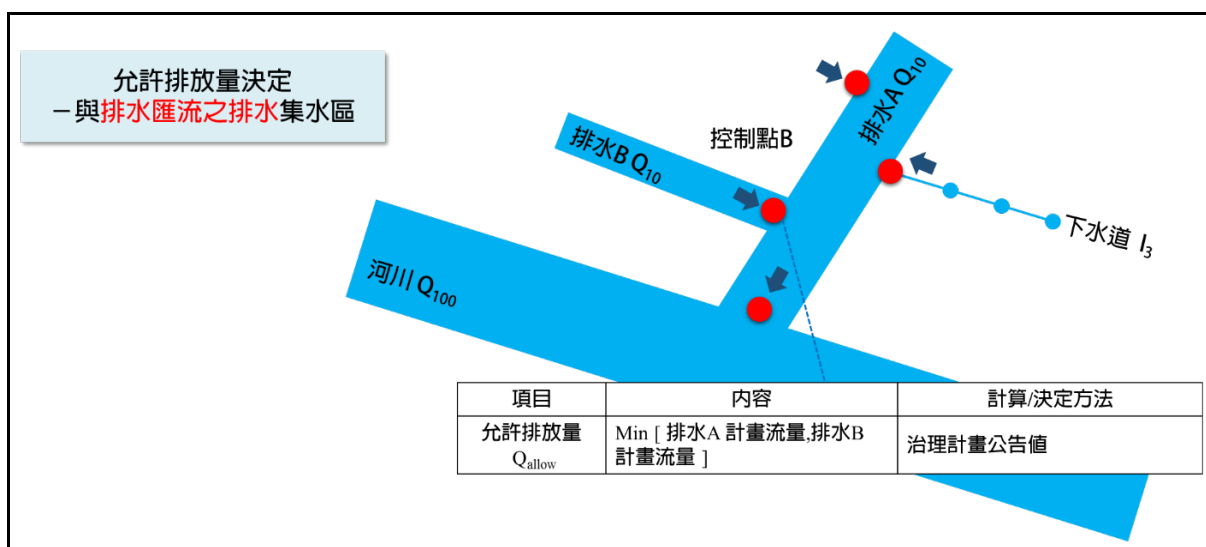 允許排放量決定
－與排水匯流之排水集水區
排水A Q10
控制點B
排水B Q10
下水道 I3
河川 Q100
項目 內容 計算/決定方法
允許排放量
Qallow
Min [ 排水A 計畫流量,排水B
計畫流量 ]
治理計畫公告值